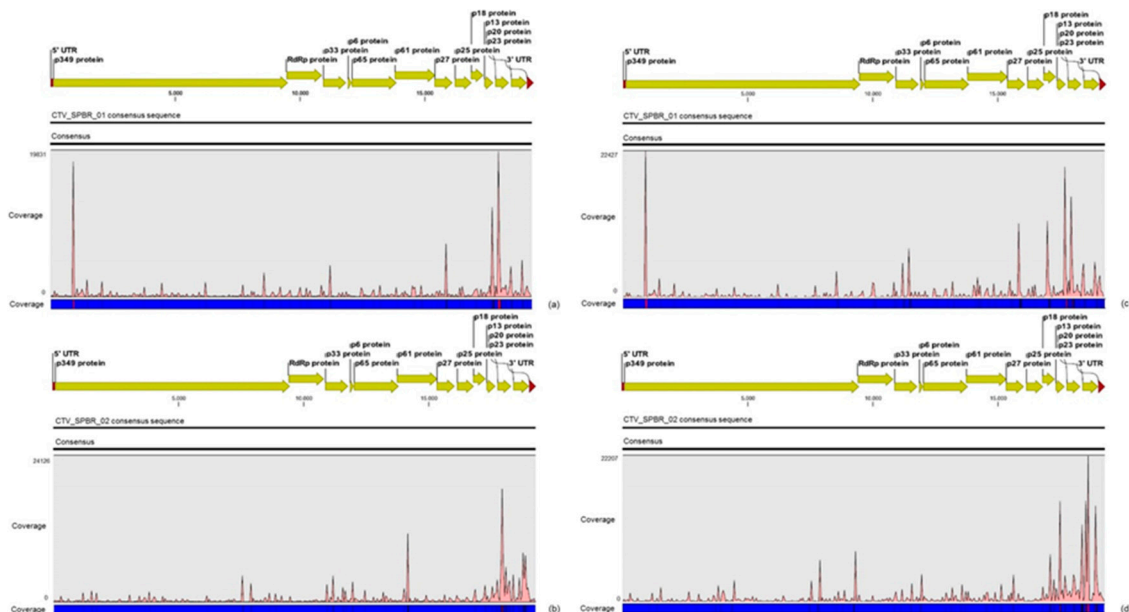 p18 protein
p13 protein
p6 protein
p20 protein
p33 protein p61 protein p25 protein p23 protein
5' UTR
p349 protein RdRp protein p65 protein p27 protein 3' UTR
5.000 10.000 15.000
CTV_SPBR_01 consensus sequence
Consensus
19831
Coverage
0
Coverage
(a)
p18 protein
p13 protein
p6 protein
p20 protein
p33 protein p61 protein p25 protein p23 protein
5' UTR
p349 protein RdRp protein p65 protein p27 protein 3' UTR
5.000 10.000 15.000
CTV_SPBR_01 consensus sequence
Consensus
22427
Coverage
0
Coverage
(c)
p18 protein
p13 protein
p6 protein
p20 protein
p33 protein p61 protein p25 protein p23 protein
5' UTR
p349 protein RdRp protein p65 protein p27 protein 3' UTR
5.000 10.000 15.000
CTV_SPBR_02 consensus sequence
Consensus
24126
Coverage
0
Coverage
(b)
p18 protein
p13 protein
p6 protein
p20 protein
p33 protein p61 protein p25 protein p23 protein
5' UTR
p349 protein RdRp protein p65 protein p27 protein 3' UTR
5.000 10.000 15.000
CTV_SPBR_02 consensus sequence
Consensus
22207
Coverage
0
Coverage
(d)